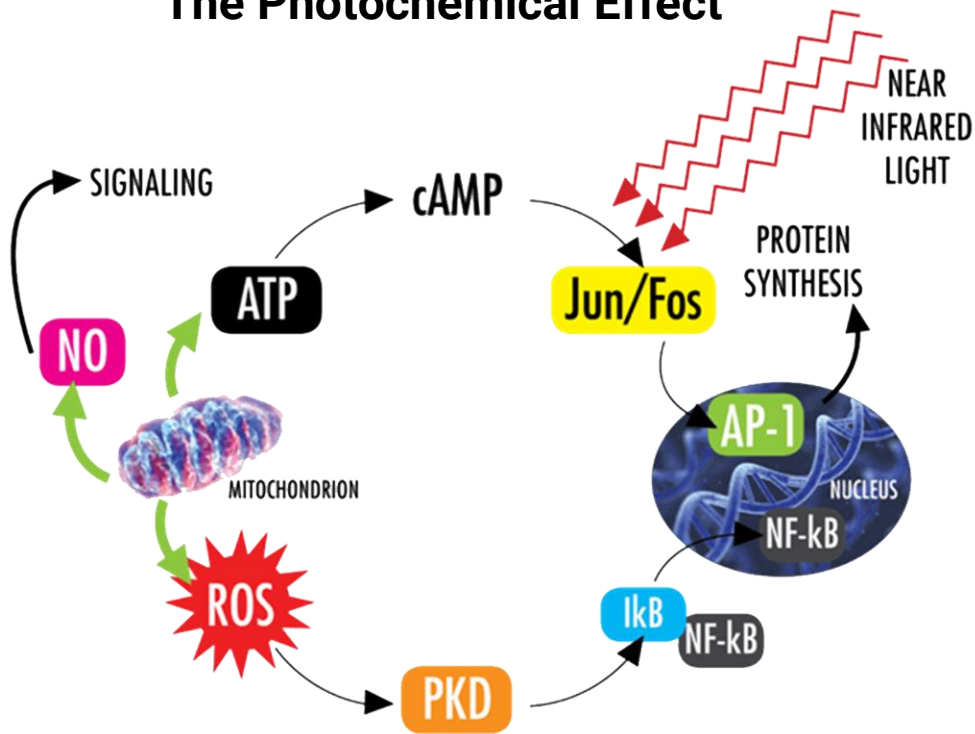 The Photochemical Effect
NEAR
INFRARED
LIGHT
SIGNALING
cAMP
PROTEIN
SYNTHESIS
ATP
Jun/Fos
NO
AP-1
MITOCHONDRION
NUCLEUS
NF-kB
ROS
IkB
NF-kB
PKD